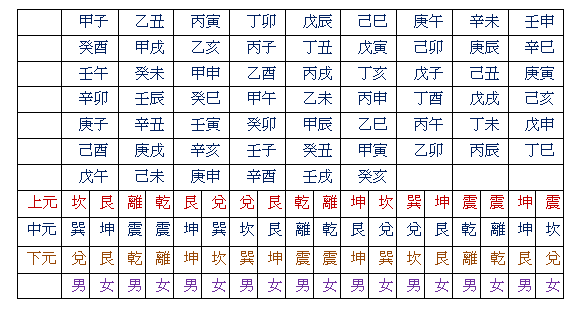 甲子 乙丑 丙寅 丁卯 戊辰 己巳 庚午 辛未 壬申
癸酉 甲戌 乙亥 丙子 丁丑 戊寅 己卯 庚辰 辛巳
壬午 癸未 甲申 乙酉 丙戌 丁亥 戊子 己丑 庚寅
辛卯 壬辰 癸巳 甲午 乙未 丙申 丁酉 戊戌 己亥
庚子 辛丑 壬寅 癸卯 甲辰 乙巳 丙午 丁未 戊申
己酉 庚戌 辛亥 壬子 癸丑 甲寅 乙卯 丙辰 丁巳
戊午 己未 庚申 辛酉 壬戌 癸亥
上元 坎 艮 離 乾 艮 兌 兌 艮 乾 離 坤 坎 巽 坤 震 震 坤 震
中元 巽 坤 震 震 坤 巽 坎 坤 離 乾 艮 兌 兌 艮 乾 離 坤 坎
下元 兌 艮 乾 離 坤 坎 巽 坤 震 震 坤 巽 坎 艮 離 乾 艮 兌
男 女 男 女 男 女 男 女 男 女 男 女 男 女 男 女 男 女